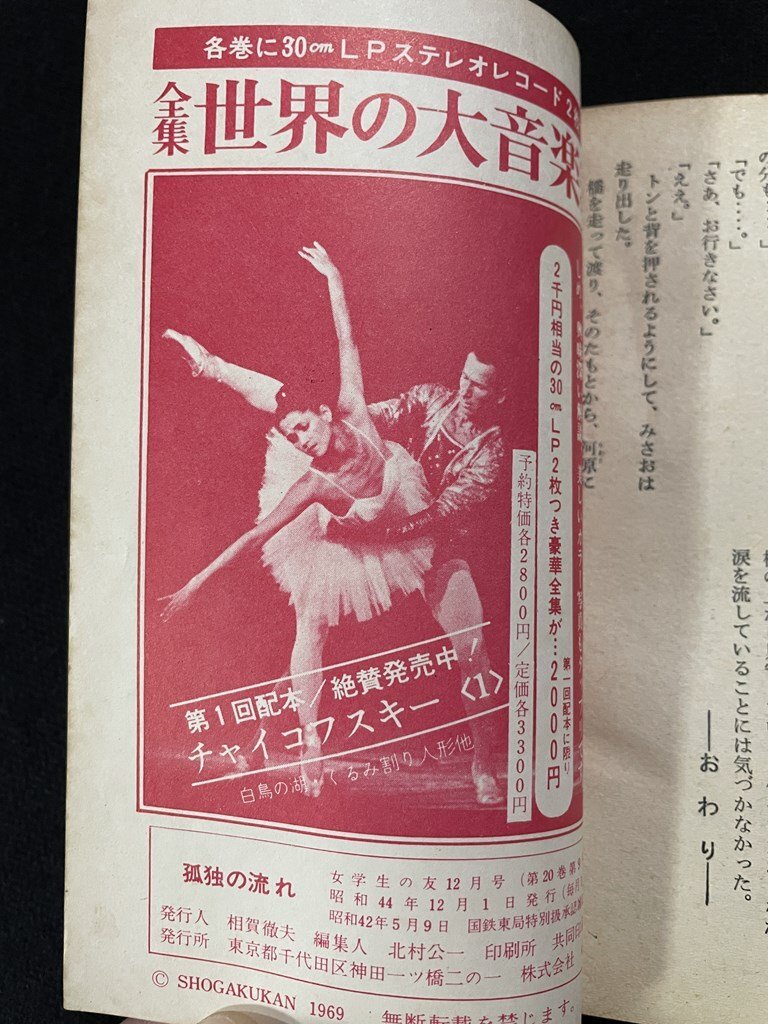 各巻に30cmLPステレオレコード2
全集 世界の大音楽
2千円相当の30cmLP2枚つき豪華全集が…2000円
第一回配本に限り
予約特価各2800円/定価各3300円
第1回配本/絶賛発売中!
チャイコフスキー〈1〉
白鳥の湖・くるみ割り人形他
孤独の流れ
女学生の友12月号(第20巻第
昭和44年12月1日発行(毎月
昭和42年5月9日 国鉄東局特別扱承認
発行人 相賀徹夫 編集人 北村公一 印刷所 共同印
発行所 東京都千代田区神田一ツ橋二の一 株式会社
© SHOGAKUKAN 1969
無断転載を禁じます。
「でも……。」
「さあ、お行きなさい。」
「ええ。」
トンと背を押されるようにして、みさおは
走り出した。
橋を走って渡り、そのたもとから、河原に
涙を流していることには気づかなかった。
――おわり――